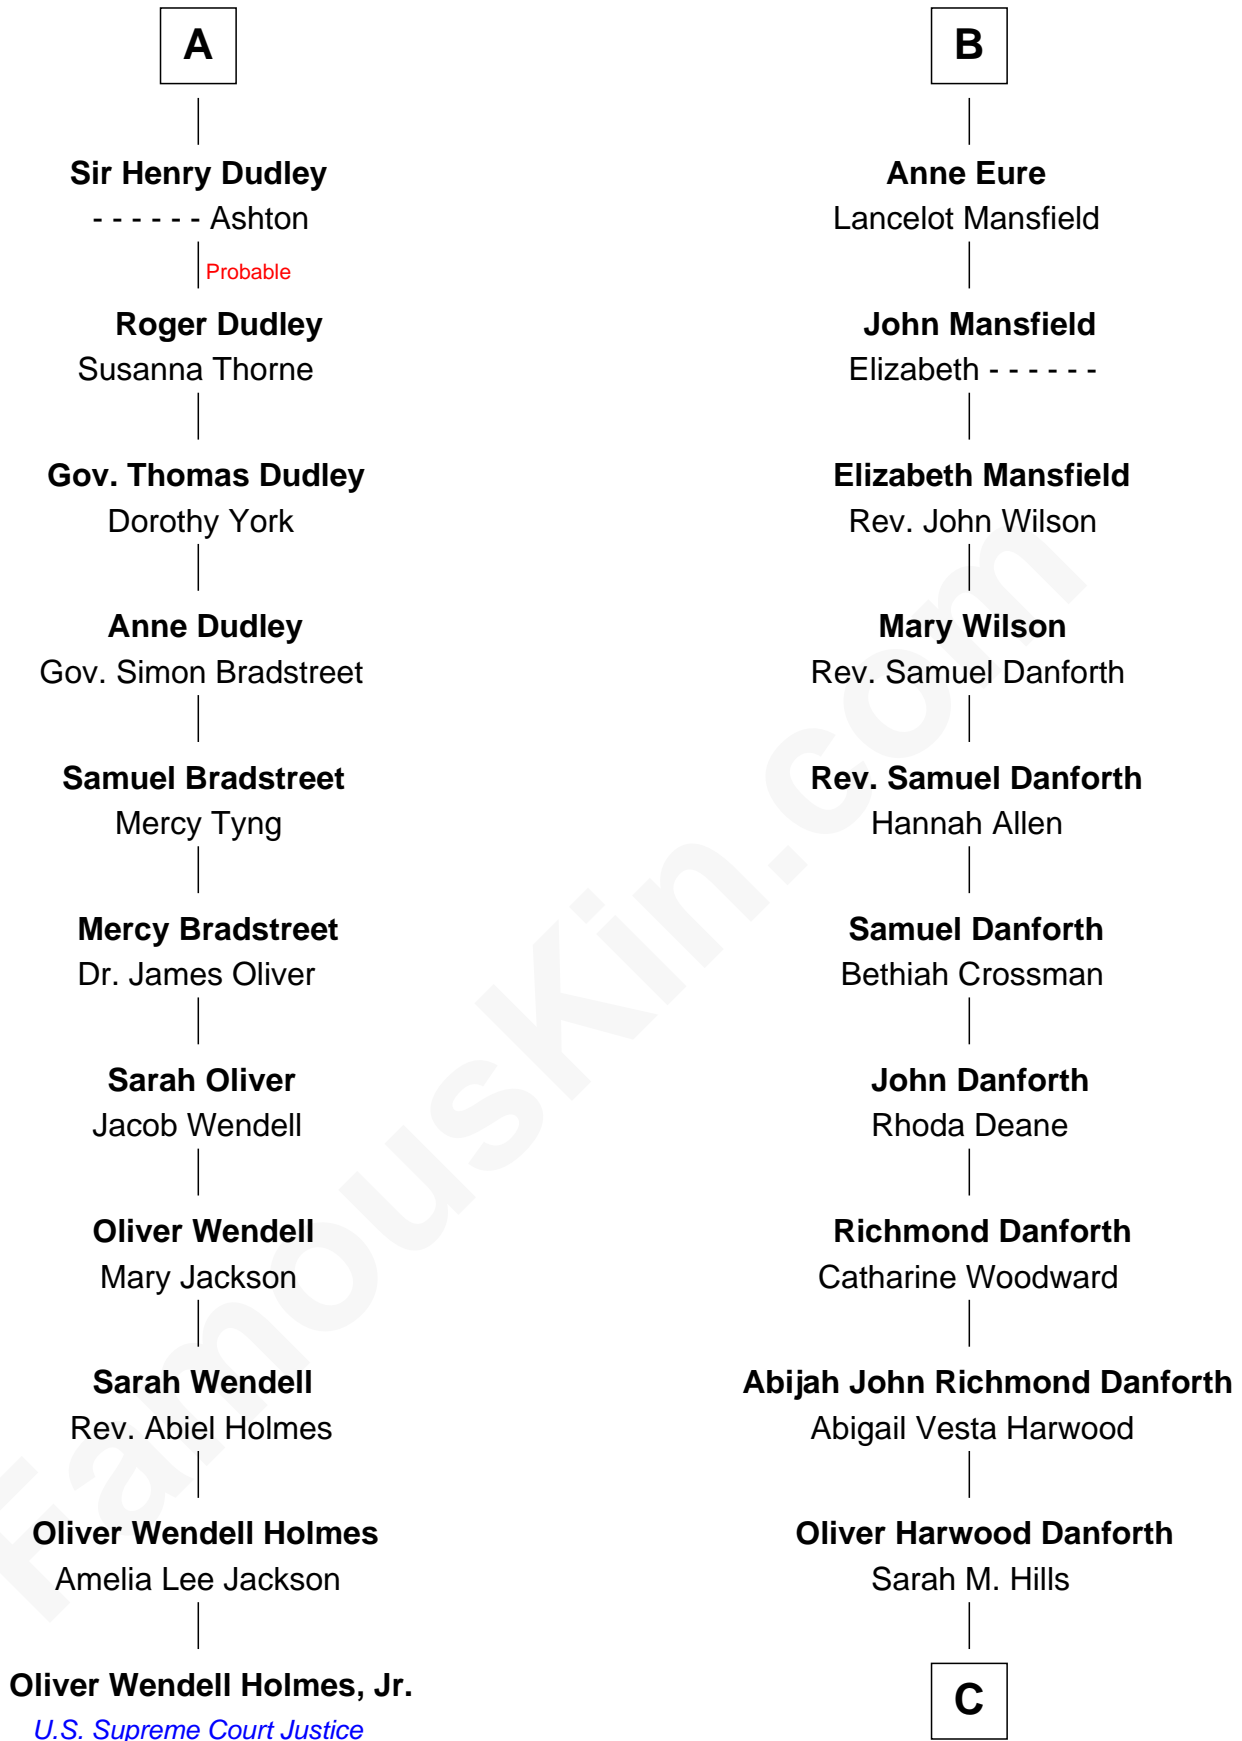 A
Sir Henry Dudley
- - - - - - Ashton
Probable
Roger Dudley
Susanna Thorne
Gov. Thomas Dudley
Dorothy York
Anne Dudley
Gov. Simon Bradstreet
Samuel Bradstreet
Mercy Tyng
Mercy Bradstreet
Dr. James Oliver
Sarah Oliver
Jacob Wendell
Oliver Wendell
Mary Jackson
Sarah Wendell
Rev. Abiel Holmes
Oliver Wendell Holmes
Amelia Lee Jackson
Oliver Wendell Holmes, Jr.
U.S. Supreme Court Justice
B
Anne Eure
Lancelot Mansfield
John Mansfield
Elizabeth - - - - - -
Elizabeth Mansfield
Rev. John Wilson
Mary Wilson
Rev. Samuel Danforth
Rev. Samuel Danforth
Hannah Allen
Samuel Danforth
Bethiah Crossman
John Danforth
Rhoda Deane
Richmond Danforth
Catharine Woodward
Abijah John Richmond Danforth
Abigail Vesta Harwood
Oliver Harwood Danforth
Sarah M. Hills
C
FamousKin.com